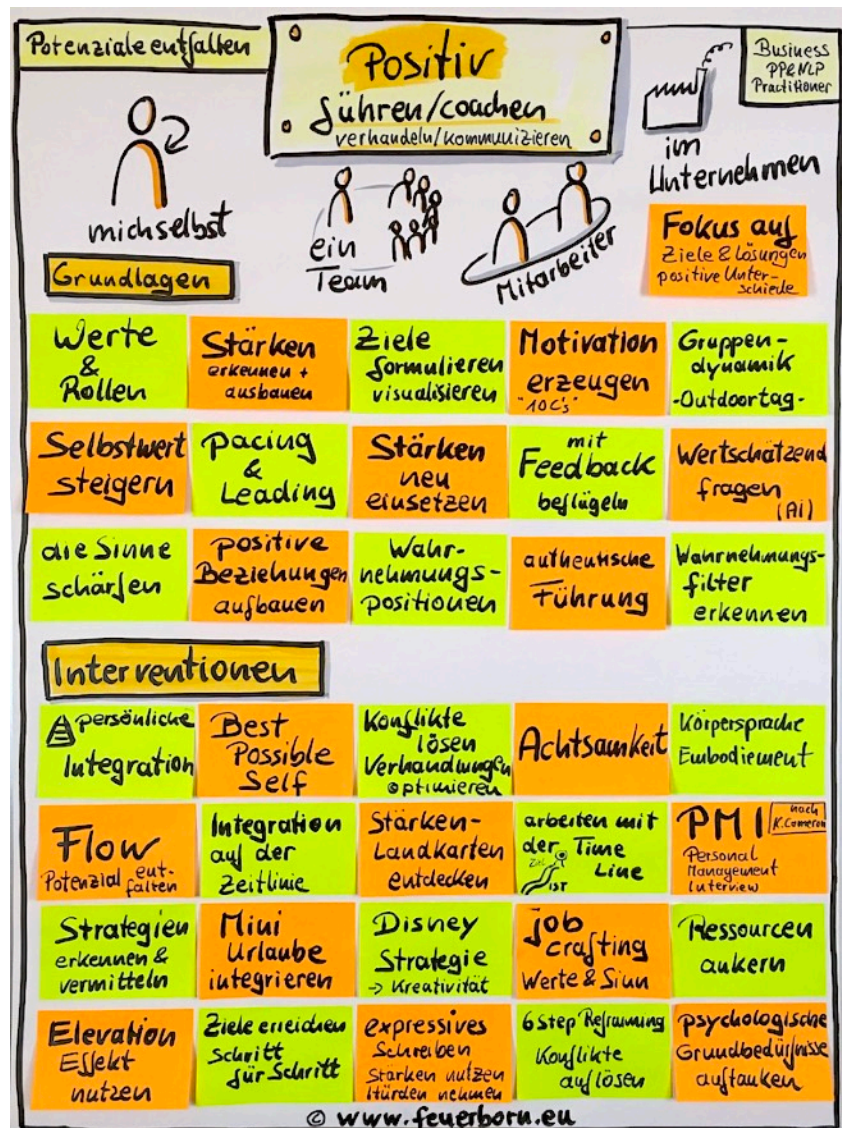 Potenziale entfalten
Positiv
führen/coachen
verhandeln/kommunizieren
Business
PP&NLP
Practitioner
mich selbst
ein
Team
Mitarbeiter
im
Unternehmen
Fokus auf
Ziele & Lösungen
positive Unter-
schiede
Grundlagen
Werte
&
Rollen
Stärken
erkennen +
ausbauen
Ziele
formulieren
visualisieren
Motivation
erzeugen
"10C's"
Gruppen-
dynamik
-Outdoortag-
Selbstwert
steigern
pacing
&
Leading
Stärken
neu
einsetzen
mit
Feedback
beflügeln
Wertschätzend
fragen
(Ai)
die Sinne
schärfen
positive
Beziehungen
aufbauen
Wahr-
nehmungs-
positionen
authentische
Führung
Wahrnehmungs-
filter
erkennen
Interventionen
persönliche
Integration
Best
Possible
Self
Konflikte
lösen
Verhandlungen
optimieren
Achtsamkeit
Körpersprache
Embodiement
Flow
Potenzial ent-
falten
Integration
auf der
Zeitlinie
Stärken-
Landkarten
entdecken
arbeiten mit
der Time
Line
Ziel
IST
PMI
nach
K.Cameron
Personal
Management
Interview
Strategien
erkennen &
vermitteln
Mini
Urlaube
integrieren
Disney
Strategie
→ Kreativität
job
crafting
Werte & Sinn
Ressourcen
ankern
Elevation
Effekt
nutzen
Ziele erreichen
Schritt
für Schritt
expressives
Schreiben
Stärken nutzen
Hürden nehmen
6 Step Reframing
Konflikte
auflösen
psychologische
Grundbedürfnisse
auftanken
© www.feuerborn.eu